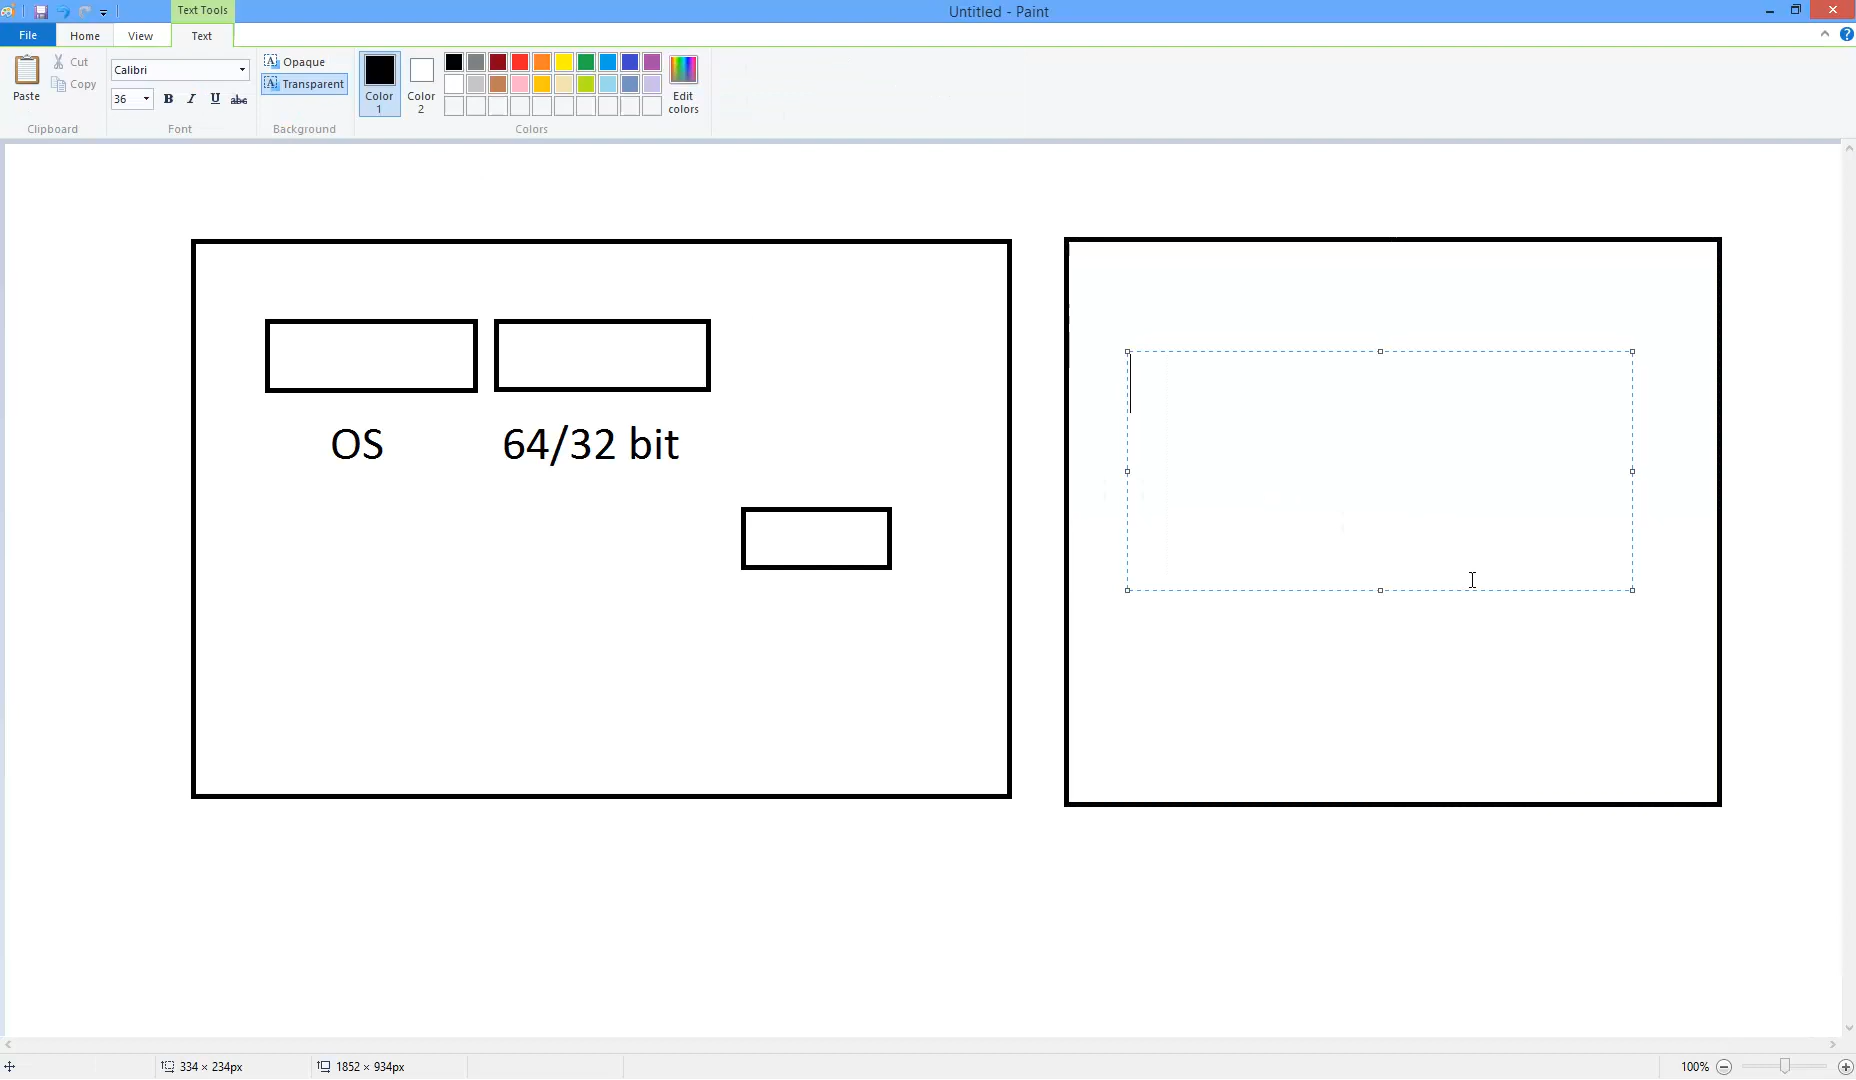 Text Tools
Untitled - Paint
File
Home
View
Text
Paste
Cut
Copy
Clipboard
Calibri
36
B
I
U
abc
Font
Opaque
Transparent
Background
Color
1
Color
2
Edit
colors
Colors
OS
64/32 bit
334 × 234px
1852 × 934px
100%